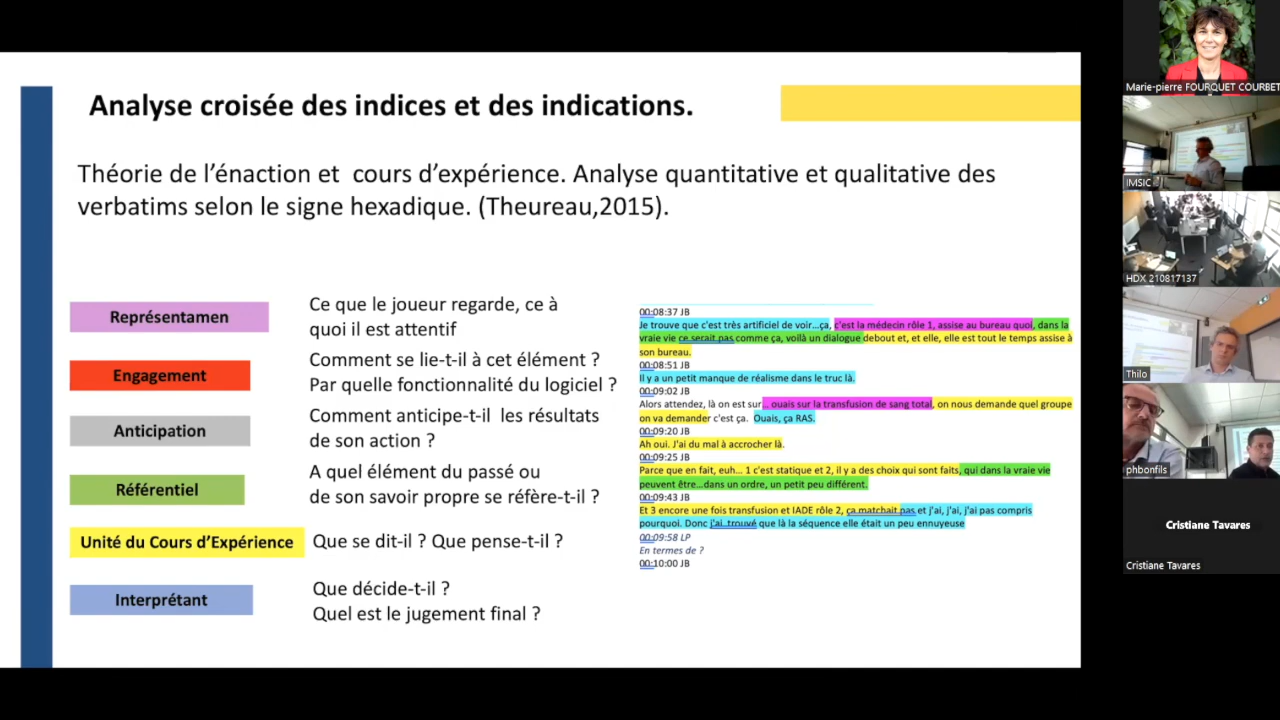 Analyse croisée des indices et des indications.
Théorie de l'énaction et cours d'expérience. Analyse quantitative et qualitative des
verbatims selon le signe hexadique. (Theureau,2015).
Représentamen
Ce que le joueur regarde, ce à
quoi il est attentif
Engagement
Comment se lie-t-il à cet élément ?
Par quelle fonctionnalité du logiciel ?
Anticipation
Comment anticipe-t-il les résultats
de son action ?
Référentiel
A quel élément du passé ou
de son savoir propre se réfère-t-il ?
Unité du Cours d'Expérience
Que se dit-il ? Que pense-t-il ?
Interprétant
Que décide-t-il ?
Quel est le jugement final ?
00:08:37 JB
Je trouve que c'est très artificiel de voir...ça, c'est la médecin rôle 1, assise au bureau quoi, dans la
vraie vie ce serait pas comme ça, voilà un dialogue debout et, et elle, elle est tout le temps assise à
son bureau.
00:08:51 JB
Il y a un petit manque de réalisme dans le truc là.
00:09:02 JB
Alors attendez, là on est sur... ouais sur la transfusion de sang total, on nous demande quel groupe
on va demander c'est ça. Ouais, ça RAS.
00:09:20 JB
Ah oui. J'ai du mal à accrocher là.
00:09:25 JB
Parce que en fait, euh... 1 c'est statique et 2, il y a des choix qui sont faits, qui dans la vraie vie
peuvent être...dans un ordre, un petit peu différent.
00:09:43 JB
Et 3 encore une fois transfusion et IADE rôle 2, ça matchait pas et j'ai, j'ai, j'ai pas compris
pourquoi. Donc j'ai trouvé que là la séquence elle était un peu ennuyeuse
00:09:58 LP
En termes de ?
00:10:00 JB
Marie-pierre FOURQUET COURBET
IMSIC
HDX 210817137
Thilo
phbonfils
Cristiane Tavares
Cristiane Tavares